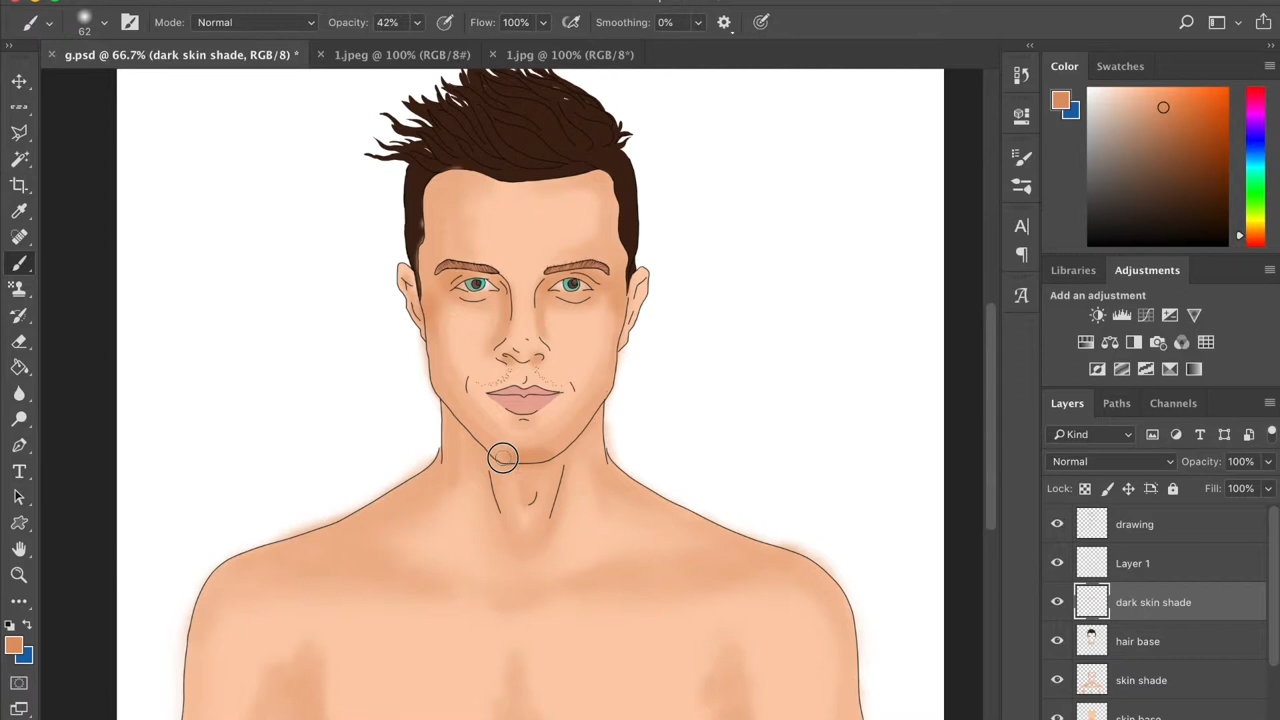 62
Mode: Normal
Opacity: 42%
Flow: 100%
Smoothing: 0%
g.psd @ 66.7% (dark skin shade, RGB/8) *
1.jpeg @ 100% (RGB/8#)
1.jpg @ 100% (RGB/8*)
Color
Swatches
Libraries
Adjustments
Add an adjustment
Layers
Paths
Channels
Kind
Normal
Opacity: 100%
Lock:
Fill: 100%
drawing
Layer 1
dark skin shade
hair base
skin shade
skin base